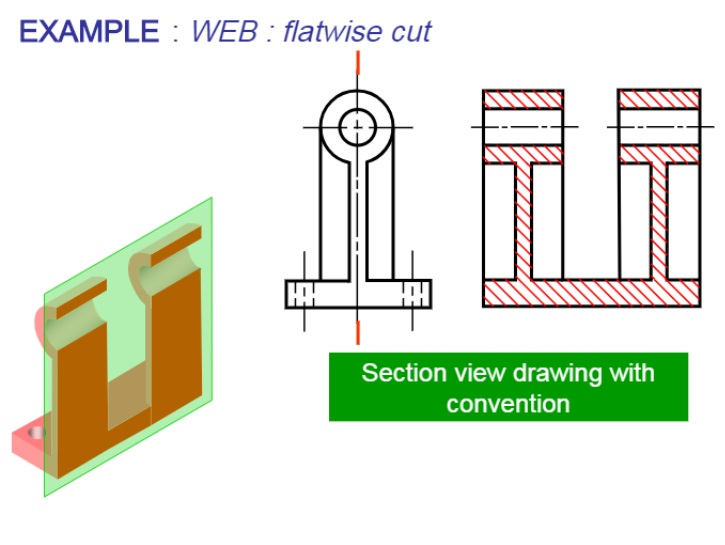 EXAMPLE : WEB : flatwise cut
Section view drawing with
convention